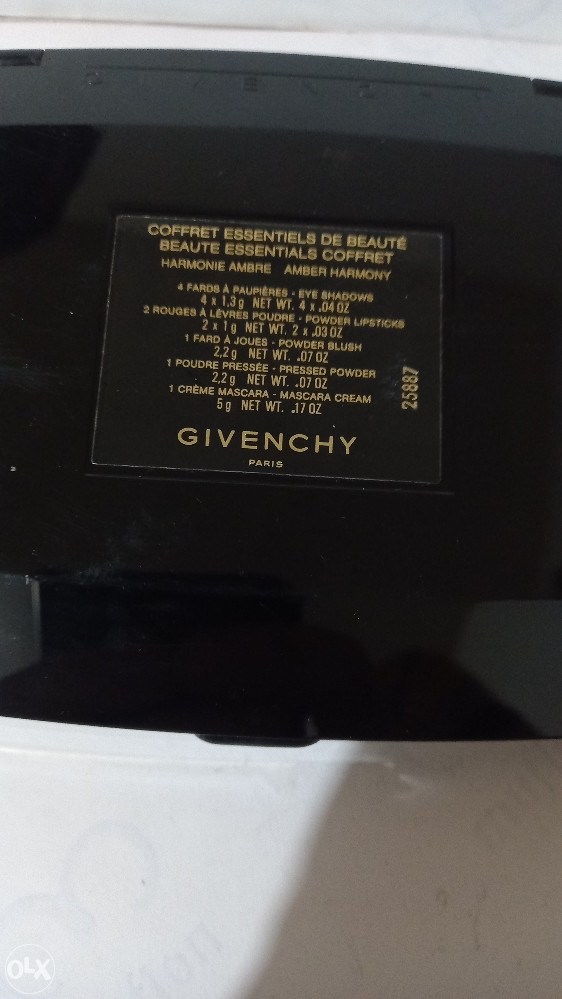 COFFRET ESSENTIELS DE BEAUTÉ
BEAUTE ESSENTIALS COFFRET
HARMONIE AMBRE AMBER HARMONY
4 FARDS À PAUPIÈRES - EYE SHADOWS
4 x 1,3 g NET WT. 4 x .04 OZ
2 ROUGES À LÈVRES POUDRE - POWDER LIPSTICKS
2 x 1 g NET WT. 2 x .03 OZ
1 FARD À JOUES - POWDER BLUSH
2,2 g NET WT. .07 OZ
1 POUDRE PRESSÉE - PRESSED POWDER
2,2 g NET WT. .07 OZ
1 CRÈME MASCARA - MASCARA CREAM
5 g NET WT. .17 OZ
25887
GIVENCHY
PARIS
OLX